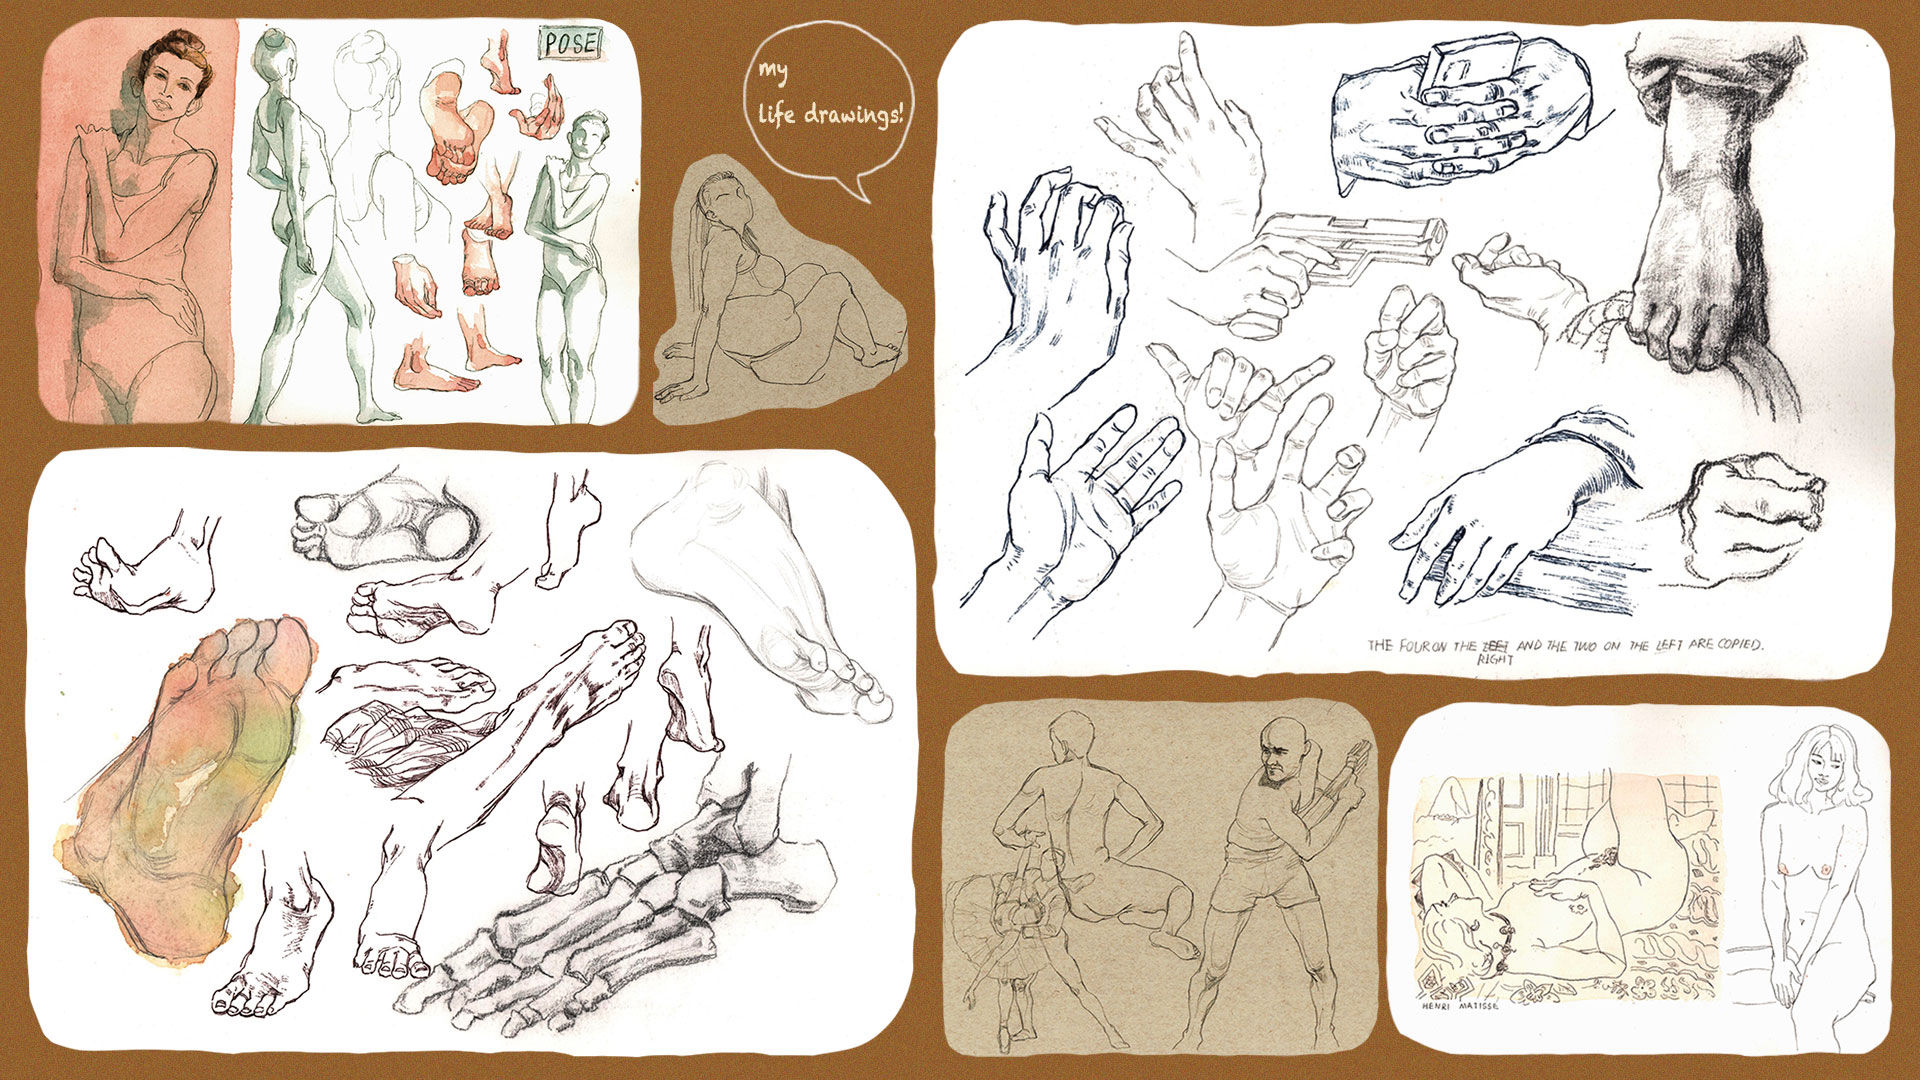 POSE
my
life drawings!
THE FOUR ON THE LEFT AND THE TWO ON THE LEFT ARE COPIED.
RIGHT
HENRI MATISSE